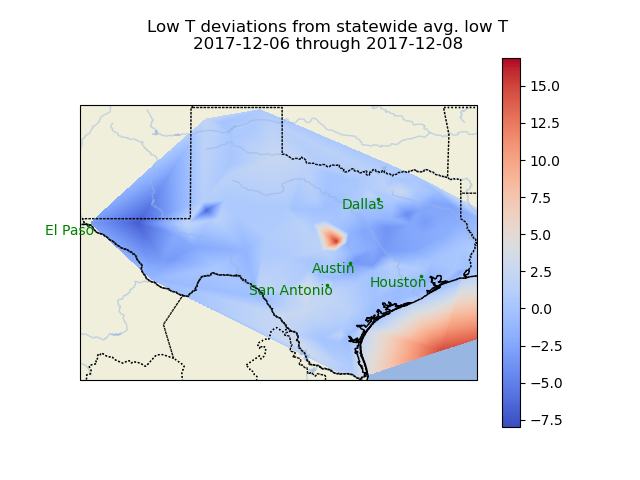 Low T deviations from statewide avg. low T
2017-12-06 through 2017-12-08
15.0
12.5
10.0
7.5
5.0
2.5
0.0
−2.5
−5.0
−7.5
Dallas
El Paso
Austin
San Antonio
Houston